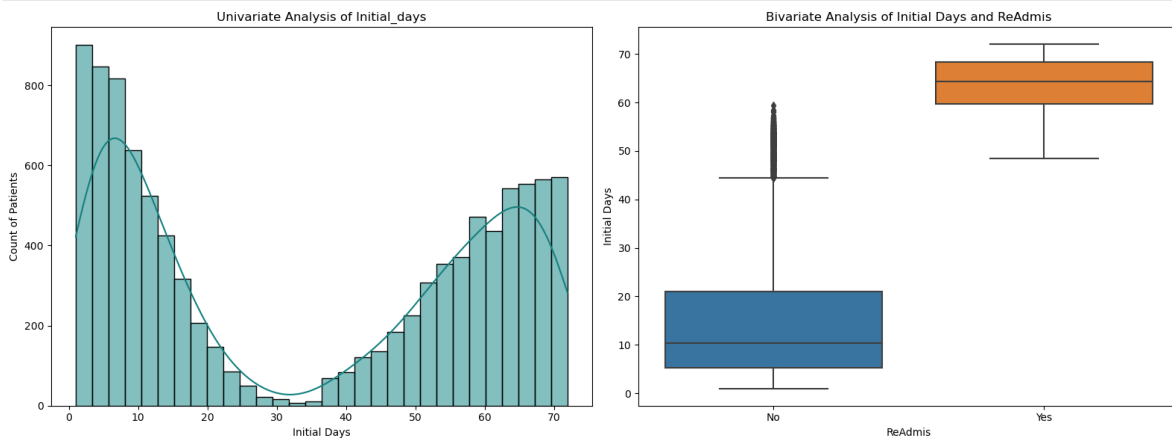 Univariate Analysis of Initial_days
Count of Patients
800
600
400
200
0
0 10 20 30 40 50 60 70
Initial Days
Bivariate Analysis of Initial Days and ReAdmis
Initial Days
70
60
50
40
30
20
10
0
No Yes
ReAdmis